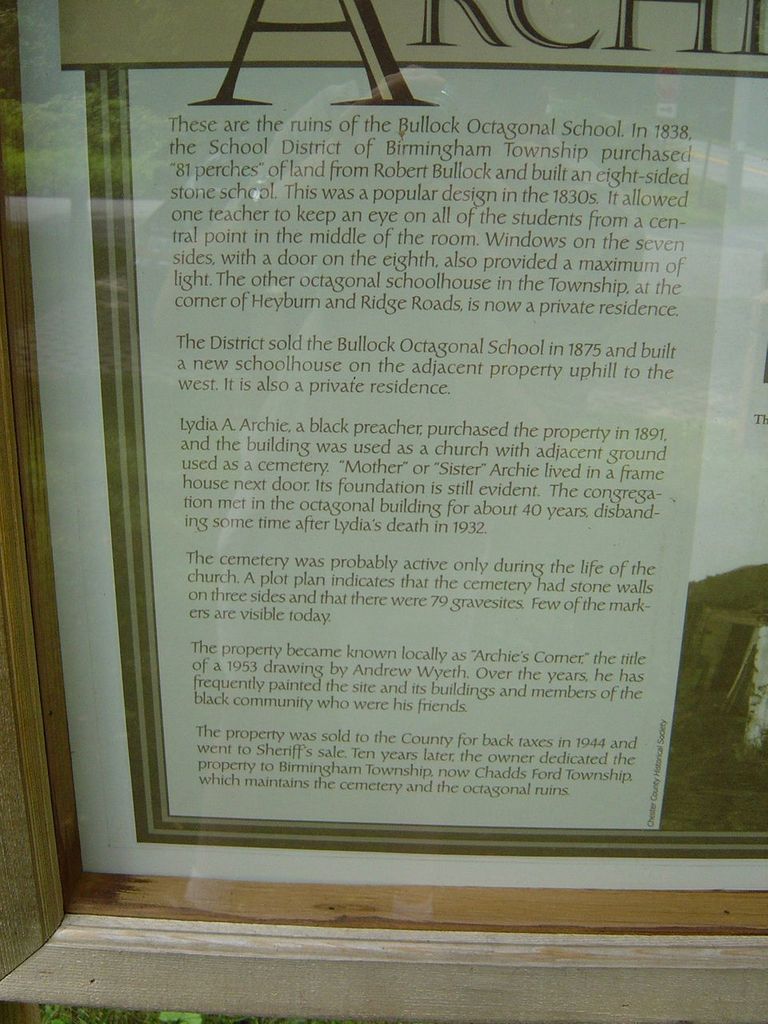 ARCHI
These are the ruins of the Bullock Octagonal School. In 1838,
the School District of Birmingham Township purchased
"81 perches" of land from Robert Bullock and built an eight-sided
stone school. This was a popular design in the 1830s. It allowed
one teacher to keep an eye on all of the students from a cen-
tral point in the middle of the room. Windows on the seven
sides, with a door on the eighth, also provided a maximum of
light. The other octagonal schoolhouse in the Township, at the
corner of Heyburn and Ridge Roads, is now a private residence.
The District sold the Bullock Octagonal School in 1875 and built
a new schoolhouse on the adjacent property uphill to the
west. It is also a private residence.
Lydia A. Archie, a black preacher, purchased the property in 1891,
and the building was used as a church with adjacent ground
used as a cemetery. "Mother" or "Sister" Archie lived in a frame
house next door. Its foundation is still evident. The congrega-
tion met in the octagonal building for about 40 years, disband-
ing some time after Lydia's death in 1932.
The cemetery was probably active only during the life of the
church. A plot plan indicates that the cemetery had stone walls
on three sides and that there were 79 gravesites. Few of the mark-
ers are visible today.
The property became known locally as "Archie's Corner," the title
of a 1953 drawing by Andrew Wyeth. Over the years, he has
frequently painted the site and its buildings and members of the
black community who were his friends.
The property was sold to the County for back taxes in 1944 and
went to Sheriff's sale. Ten years later, the owner dedicated the
property to Birmingham Township, now Chadds Ford Township,
which maintains the cemetery and the octagonal ruins.
Chester County Historical Society
Th